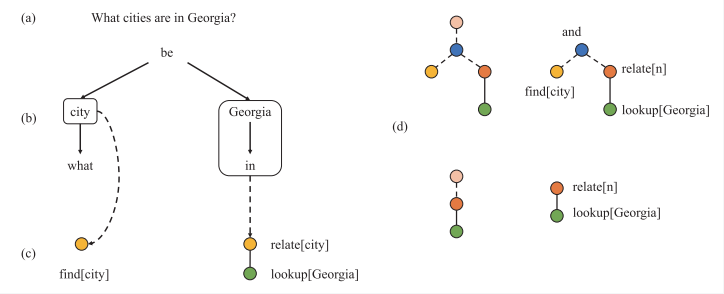 (a)
What cities are in Georgia?
be
(b)
city
Georgia
what
in
(c)
relate[city]
find[city]
lookup[Georgia]
(d)
and
relate[n]
find[city]
lookup[Georgia]
relate[n]
lookup[Georgia]